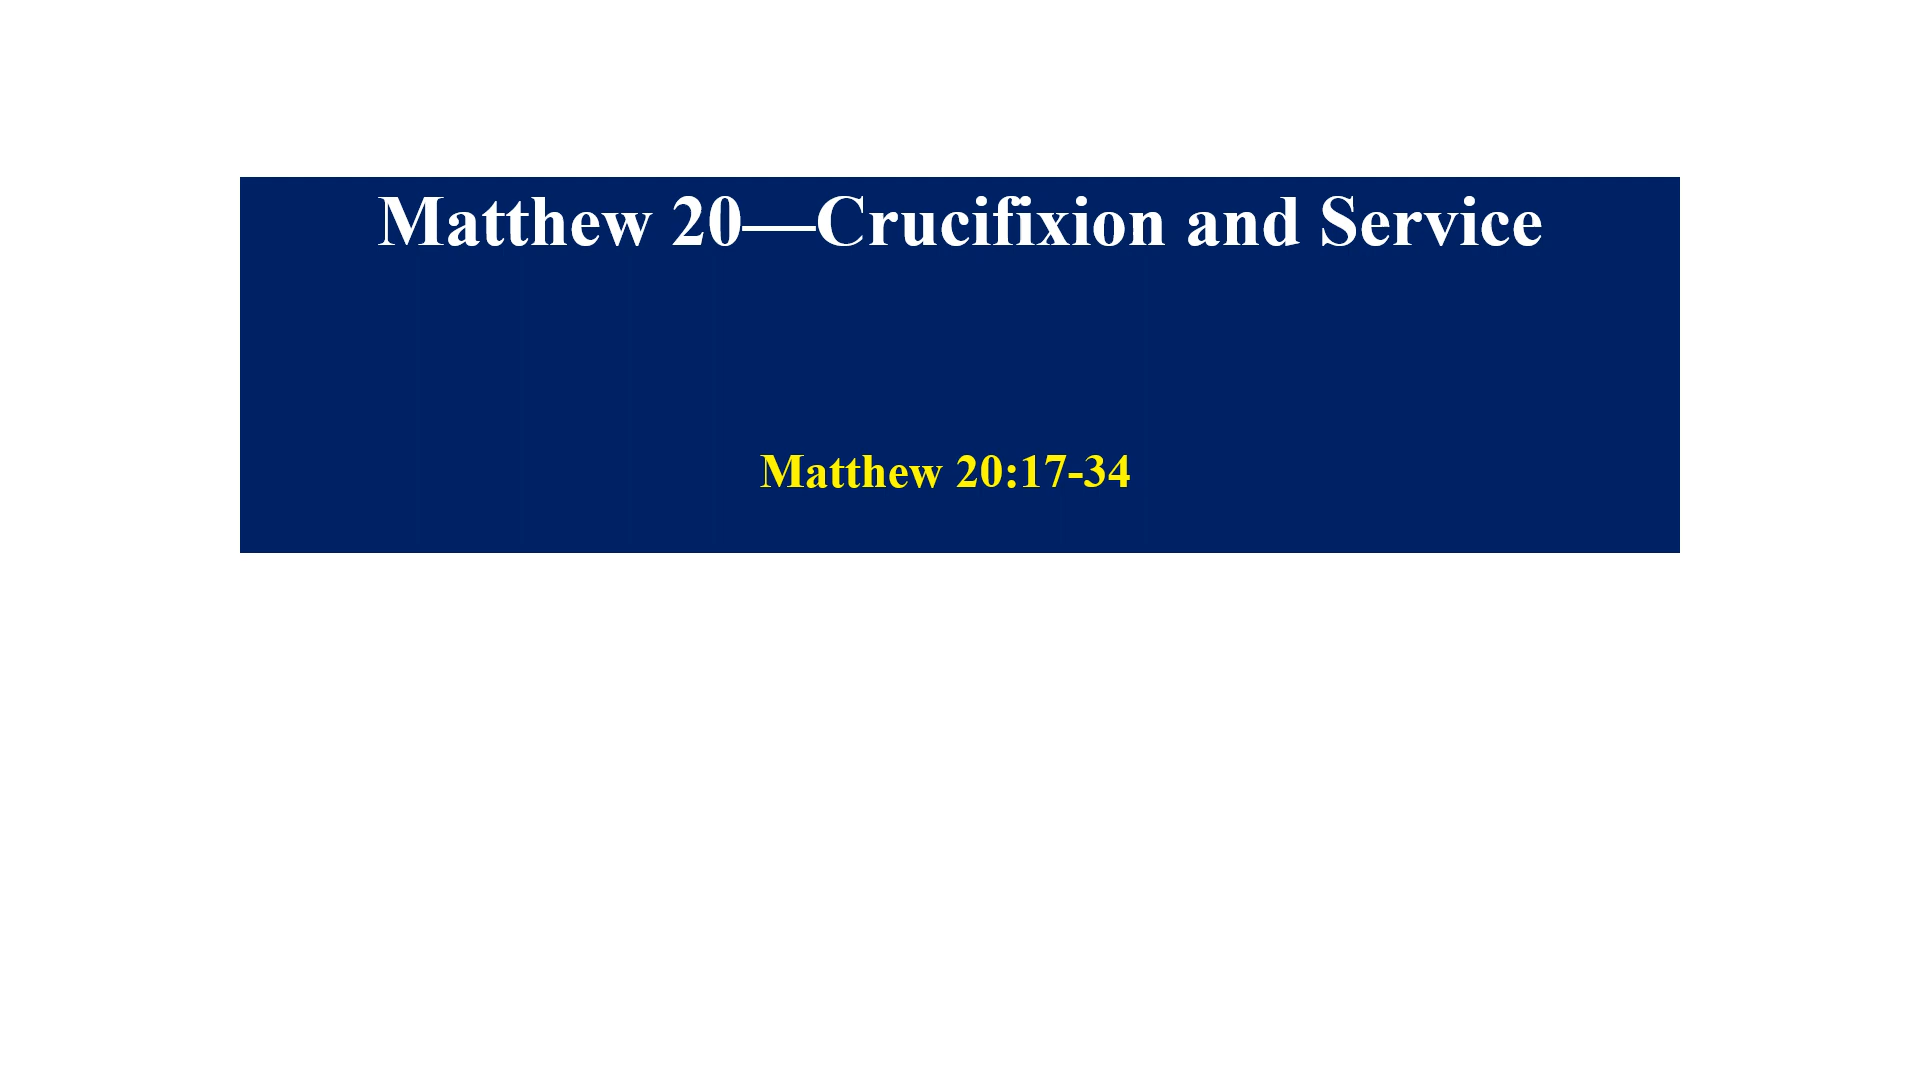 Matthew 20—Crucifixion and Service
Matthew 20:17-34